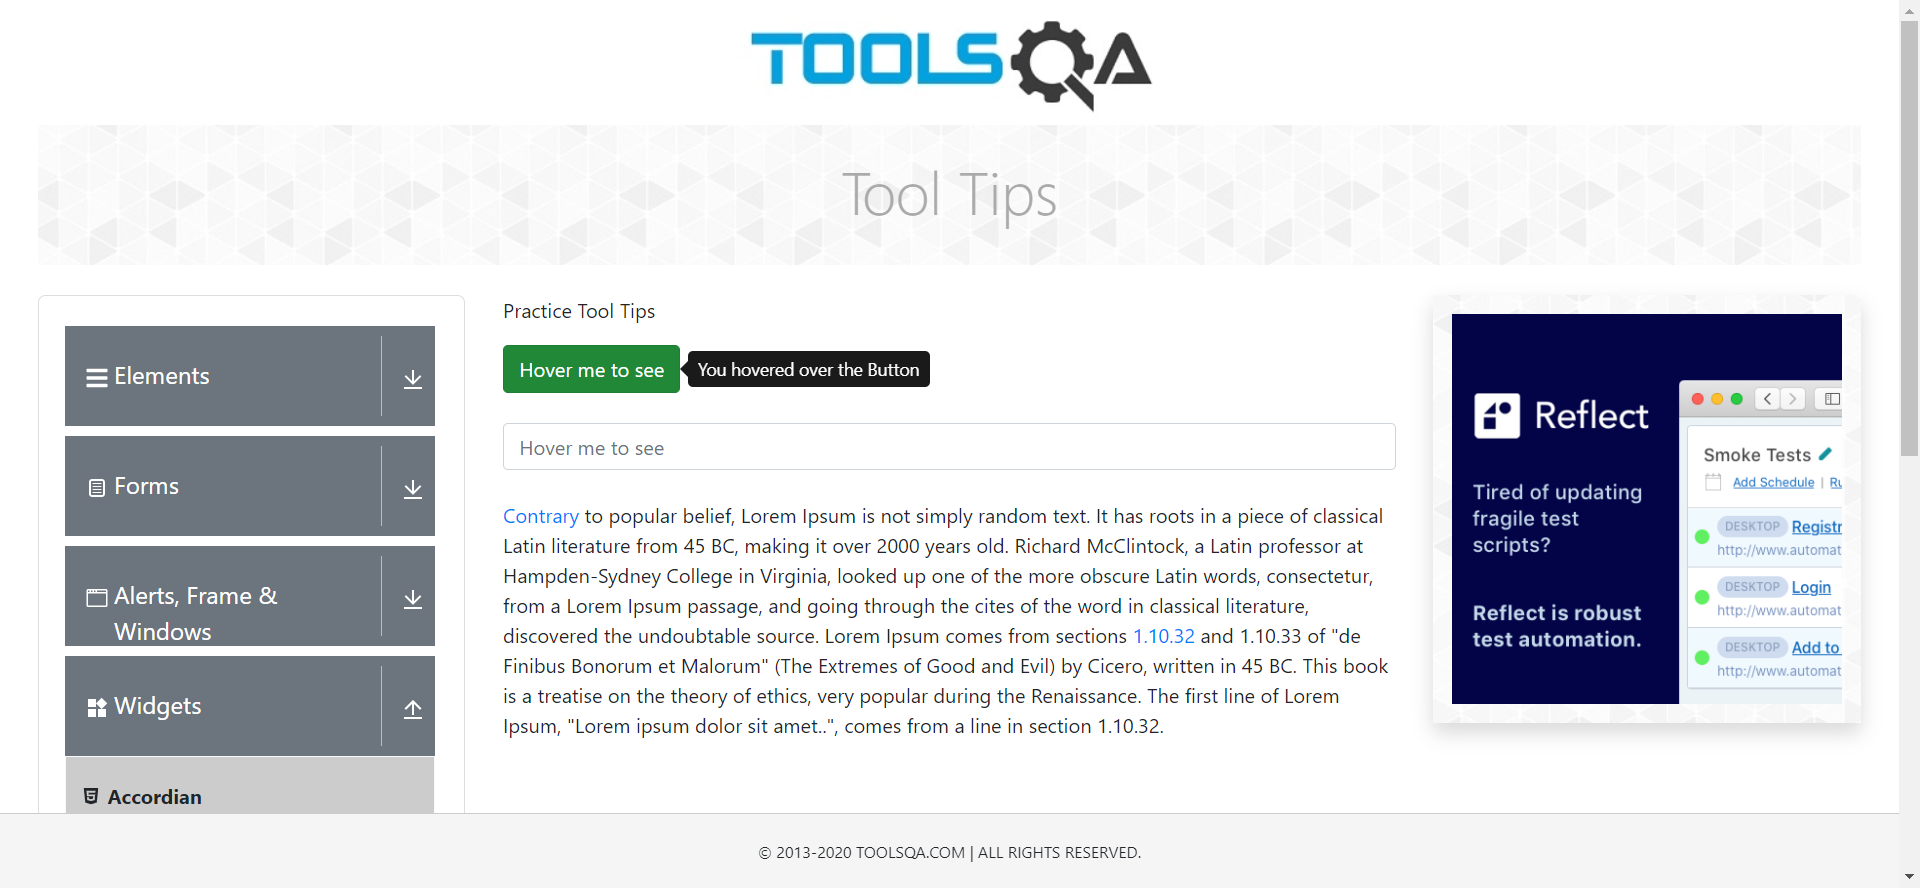 TOOLSQA
Tool Tips
Elements
Forms
Alerts, Frame &
Windows
Widgets
Accordian
Practice Tool Tips
Hover me to see
You hovered over the Button
Hover me to see
Contrary to popular belief, Lorem Ipsum is not simply random text. It has roots in a piece of classical
Latin literature from 45 BC, making it over 2000 years old. Richard McClintock, a Latin professor at
Hampden-Sydney College in Virginia, looked up one of the more obscure Latin words, consectetur,
from a Lorem Ipsum passage, and going through the cites of the word in classical literature,
discovered the undoubtable source. Lorem Ipsum comes from sections 1.10.32 and 1.10.33 of "de
Finibus Bonorum et Malorum" (The Extremes of Good and Evil) by Cicero, written in 45 BC. This book
is a treatise on the theory of ethics, very popular during the Renaissance. The first line of Lorem
Ipsum, "Lorem ipsum dolor sit amet..", comes from a line in section 1.10.32.
Reflect
Tired of updating
fragile test
scripts?
Reflect is robust
test automation.
Smoke Tests
Add Schedule | Ru
DESKTOP Registr
http://www.automat
DESKTOP Login
http://www.automat
DESKTOP Add to
http://www.automat
© 2013-2020 TOOLSQA.COM | ALL RIGHTS RESERVED.